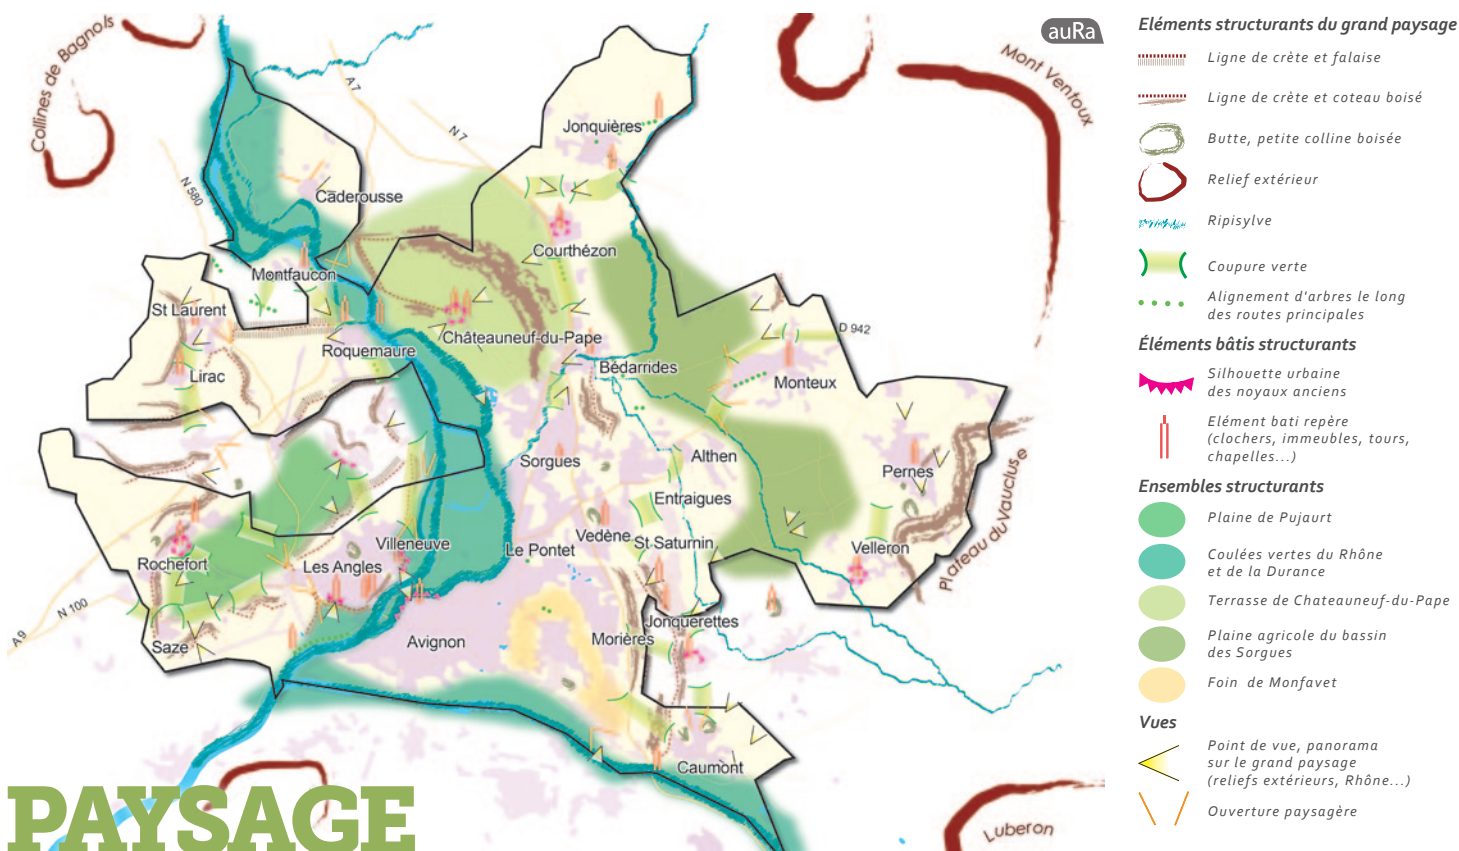 Collines de Bagnols
A7
N7
N 580
auRa
Mont Ventoux
Jonquières
Caderousse
Courthézon
Montfaucon
St Laurent
Châteauneuf-du-Pape
D 942
Roquemaure
Bédarrides
Lirac
Monteux
Sorgues
Althen
Pernes
Entraigues
Plateau du Vaucluse
Villeneuve
Le Pontet
Vedène
St Saturnin
Velleron
Rochefort
Les Angles
N 100
A9
Saze
Avignon
Morières
Jonquerettes
Caumont
Luberon
PAYSAGE
Eléments structurants du grand paysage
Ligne de crète et falaise
Ligne de crète et coteau boisé
Butte, petite colline boisée
Relief extérieur
Ripisylve
Coupure verte
Alignement d'arbres le long
des routes principales
Éléments bâtis structurants
Silhouette urbaine
des noyaux anciens
Elément bati repère
(clochers, immeubles, tours,
chapelles...)
Ensembles structurants
Plaine de Pujaurt
Coulées vertes du Rhône
et de la Durance
Terrasse de Chateauneuf-du-Pape
Plaine agricole du bassin
des Sorgues
Foin de Monfavet
Vues
Point de vue, panorama
sur le grand paysage
(reliefs extérieurs, Rhône...)
Ouverture paysagère